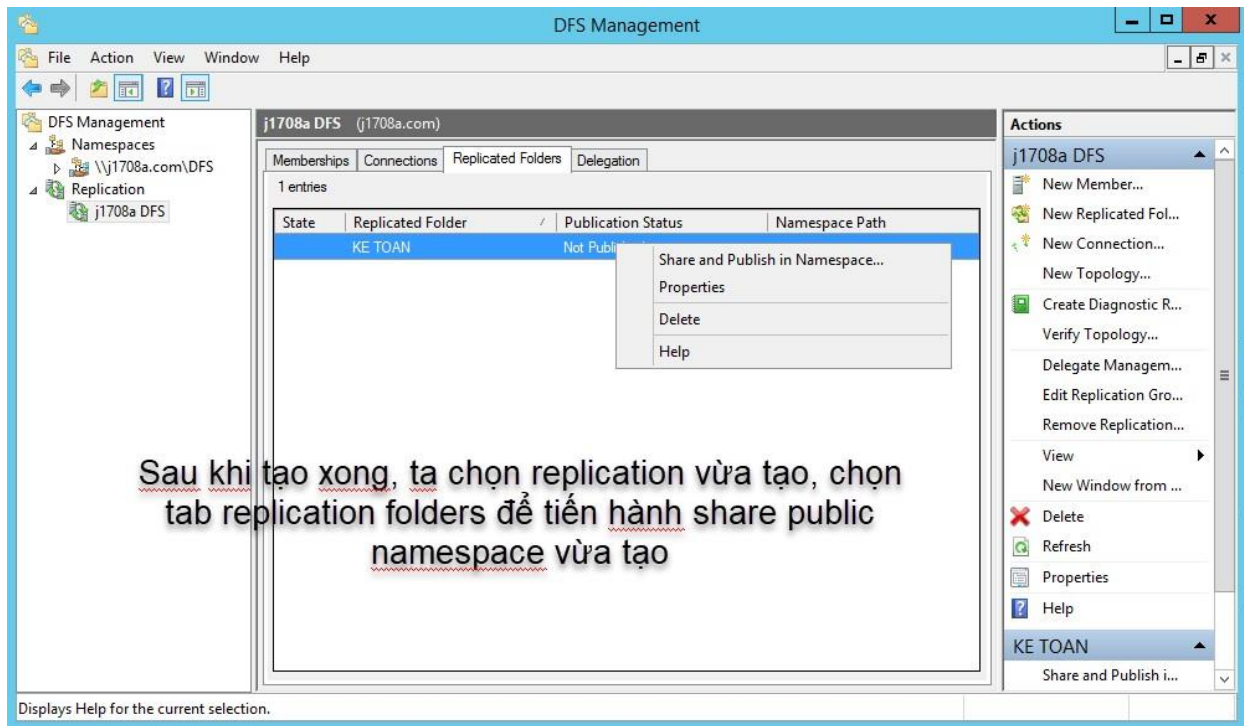 DFS Management
File Action View Window Help
DFS Management
Namespaces
\\j1708a.com\DFS
Replication
j1708a DFS
j1708a DFS (j1708a.com)
Memberships Connections Replicated Folders Delegation
1 entries
State Replicated Folder Publication Status Namespace Path
KE TOAN Not Publi
Share and Publish in Namespace...
Properties
Delete
Help
Sau khi tạo xong, ta chọn replication vừa tạo, chọn
tab replication folders để tiến hành share public
namespace vừa tạo
Actions
j1708a DFS
New Member...
New Replicated Fol...
New Connection...
New Topology...
Create Diagnostic R...
Verify Topology...
Delegate Managem...
Edit Replication Gro...
Remove Replication...
View
New Window from ...
Delete
Refresh
Properties
Help
KE TOAN
Share and Publish i...
Displays Help for the current selection.